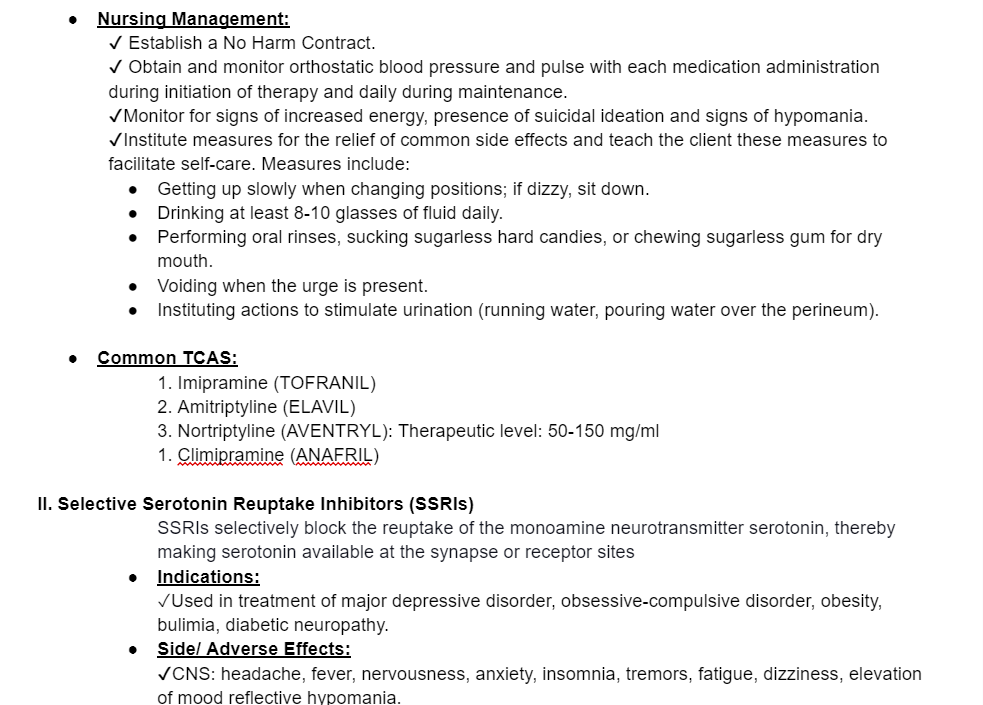 ● Nursing Management:
✓ Establish a No Harm Contract.
✓ Obtain and monitor orthostatic blood pressure and pulse with each medication administration
during initiation of therapy and daily during maintenance.
✓Monitor for signs of increased energy, presence of suicidal ideation and signs of hypomania.
✓Institute measures for the relief of common side effects and teach the client these measures to
facilitate self-care. Measures include:
● Getting up slowly when changing positions; if dizzy, sit down.
● Drinking at least 8-10 glasses of fluid daily.
● Performing oral rinses, sucking sugarless hard candies, or chewing sugarless gum for dry
mouth.
● Voiding when the urge is present.
● Instituting actions to stimulate urination (running water, pouring water over the perineum).
● Common TCAS:
1. Imipramine (TOFRANIL)
2. Amitriptyline (ELAVIL)
3. Nortriptyline (AVENTRYL): Therapeutic level: 50-150 mg/ml
1. Climipramine (ANAFRIL)
II. Selective Serotonin Reuptake Inhibitors (SSRIs)
SSRIs selectively block the reuptake of the monoamine neurotransmitter serotonin, thereby
making serotonin available at the synapse or receptor sites
● Indications:
✓Used in treatment of major depressive disorder, obsessive-compulsive disorder, obesity,
bulimia, diabetic neuropathy.
● Side/ Adverse Effects:
✓CNS: headache, fever, nervousness, anxiety, insomnia, tremors, fatigue, dizziness, elevation
of mood reflective hypomania.